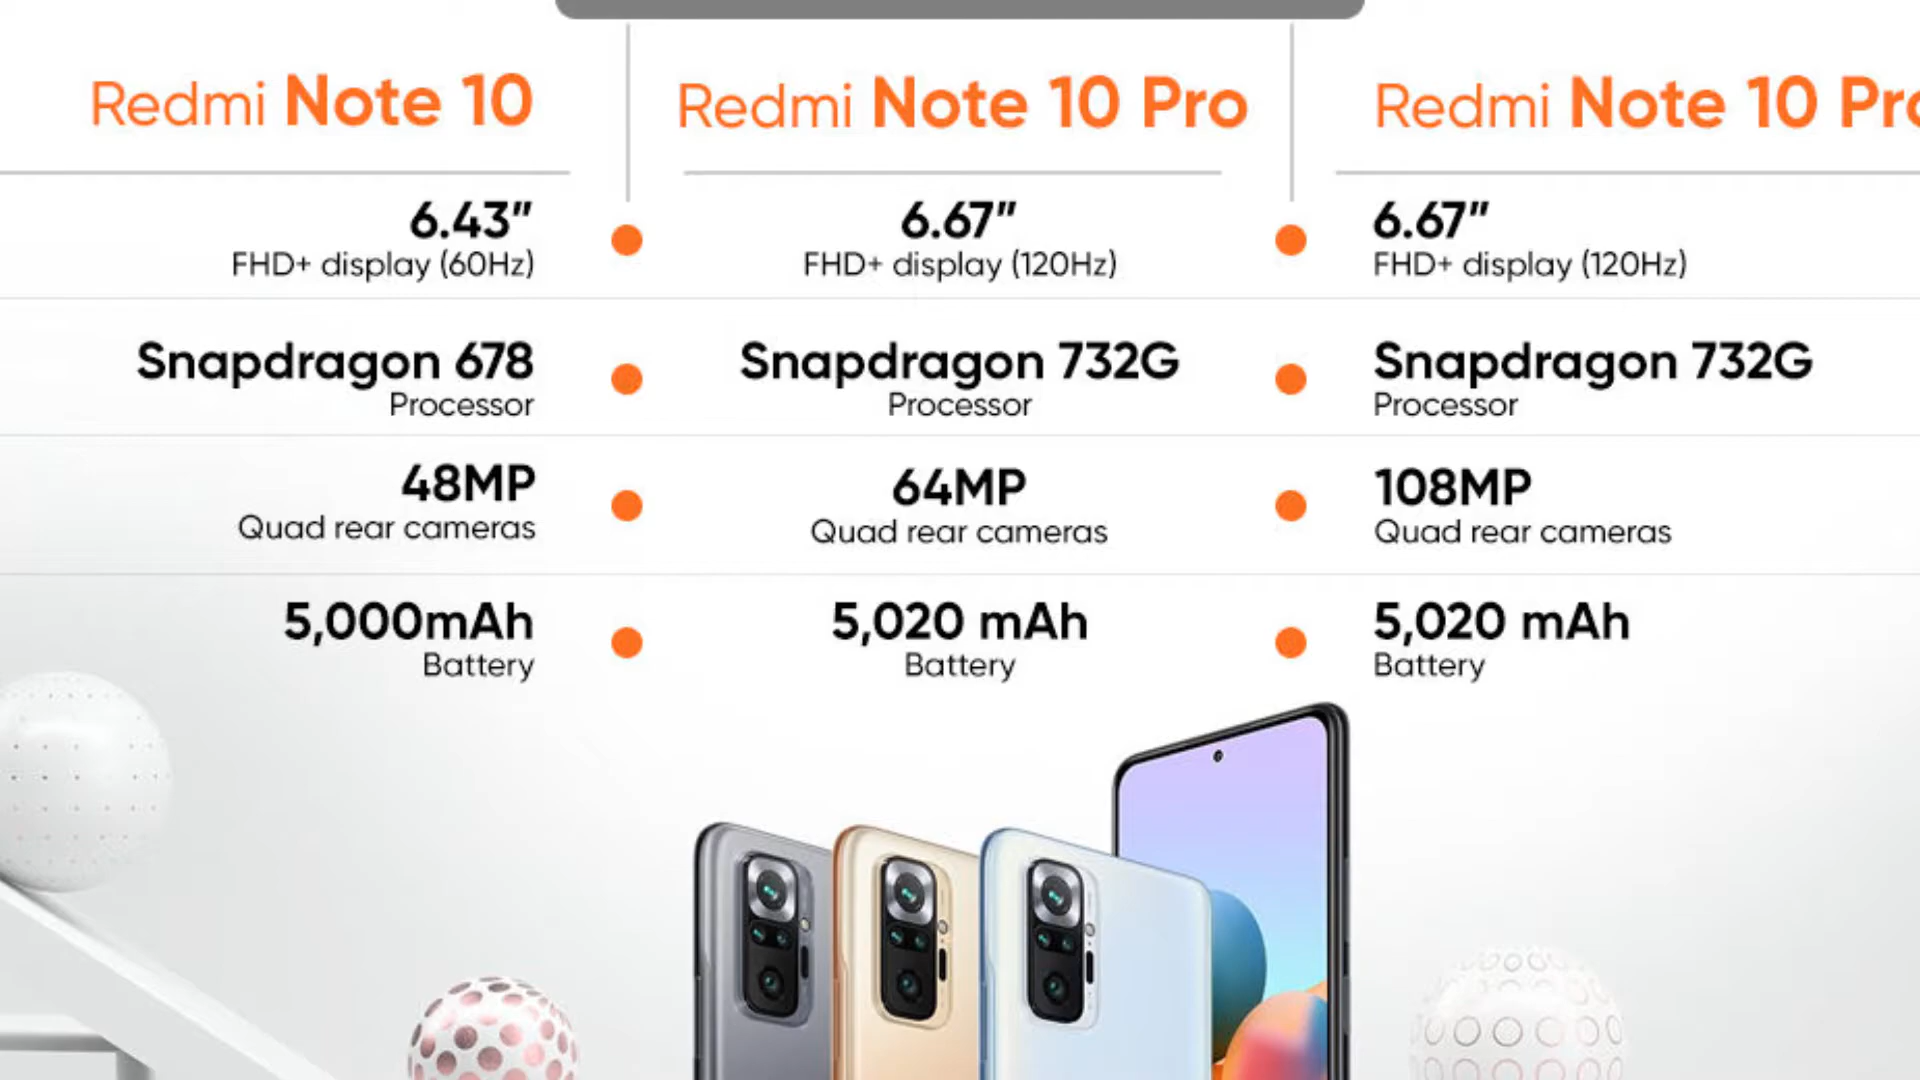 Redmi Note 10
6.43"
FHD+ display (60Hz)
Snapdragon 678
Processor
48MP
Quad rear cameras
5,000mAh
Battery
Redmi Note 10 Pro
6.67"
FHD+ display (120Hz)
Snapdragon 732G
Processor
64MP
Quad rear cameras
5,020 mAh
Battery
Redmi Note 10 Pro
6.67"
FHD+ display (120Hz)
Snapdragon 732G
Processor
108MP
Quad rear cameras
5,020 mAh
Battery